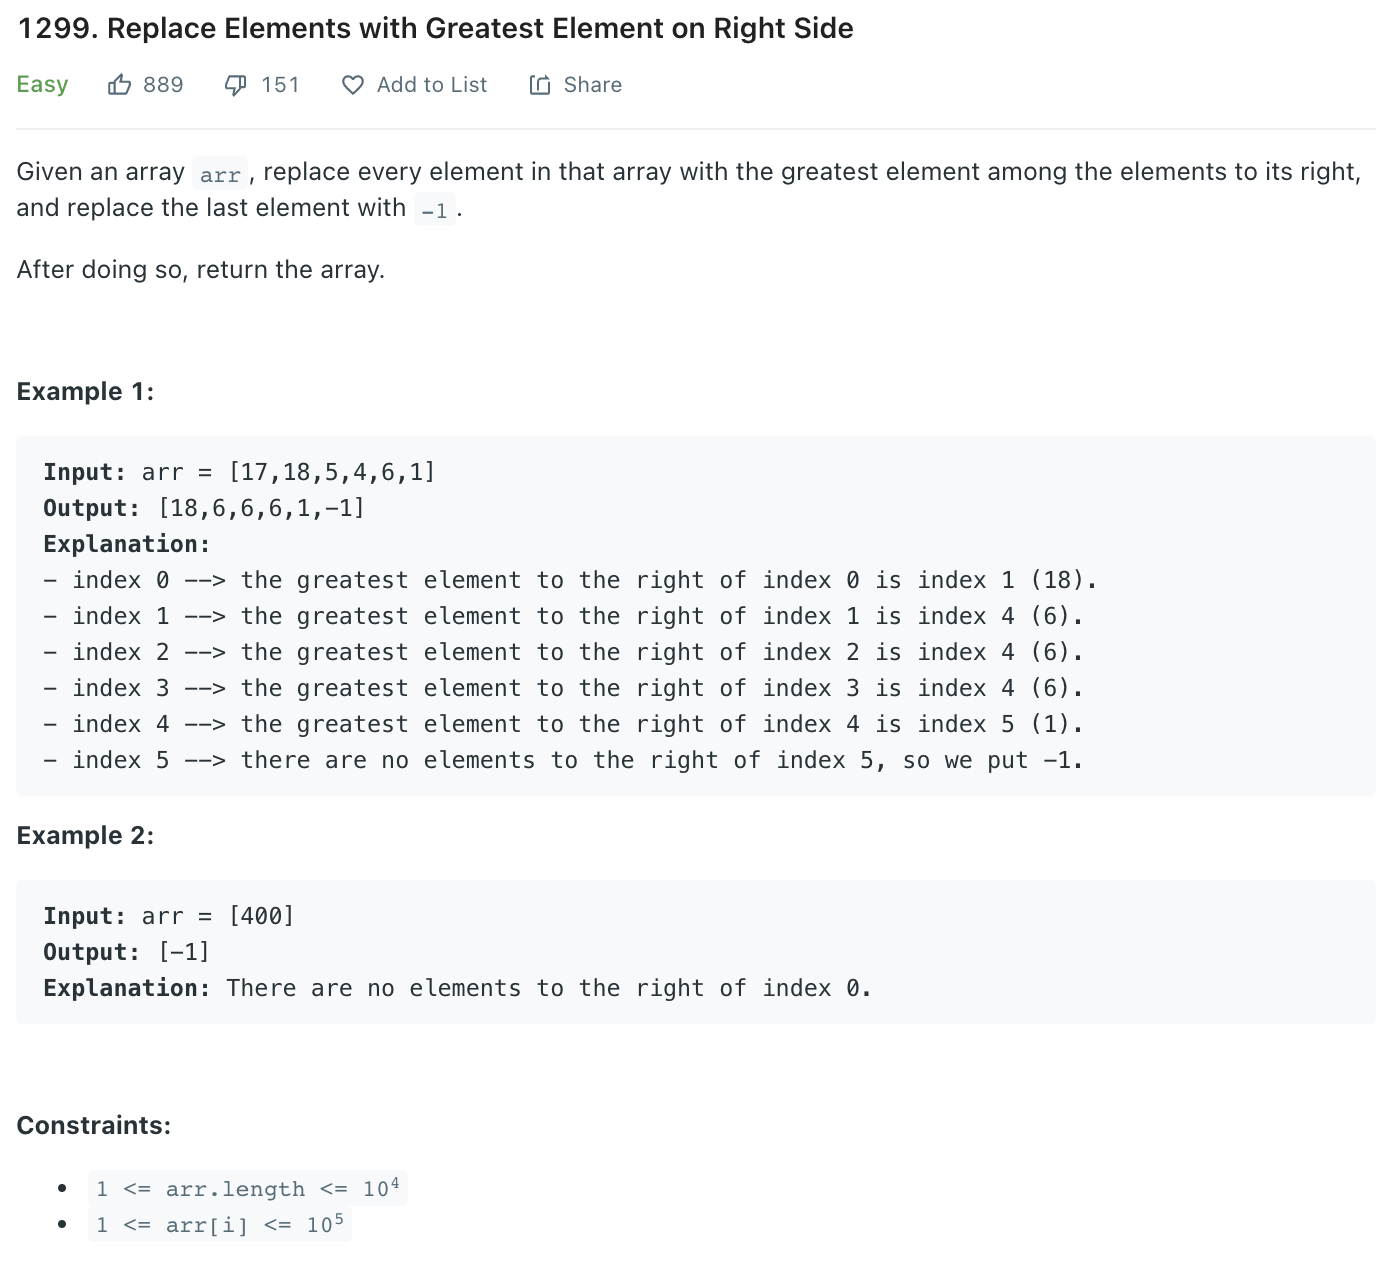 1299. Replace Elements with Greatest Element on Right Side
Easy 889 151 Add to List Share
Given an array arr, replace every element in that array with the greatest element among the elements to its right,
and replace the last element with -1.
After doing so, return the array.
Example 1:
Input: arr = [17,18,5,4,6,1]
Output: [18,6,6,6,1,-1]
Explanation:
- index 0 --> the greatest element to the right of index 0 is index 1 (18).
- index 1 --> the greatest element to the right of index 1 is index 4 (6).
- index 2 --> the greatest element to the right of index 2 is index 4 (6).
- index 3 --> the greatest element to the right of index 3 is index 4 (6).
- index 4 --> the greatest element to the right of index 4 is index 5 (1).
- index 5 --> there are no elements to the right of index 5, so we put -1.
Example 2:
Input: arr = [400]
Output: [-1]
Explanation: There are no elements to the right of index 0.
Constraints:
• 1 <= arr.length <= 10⁴
• 1 <= arr[i] <= 10⁵